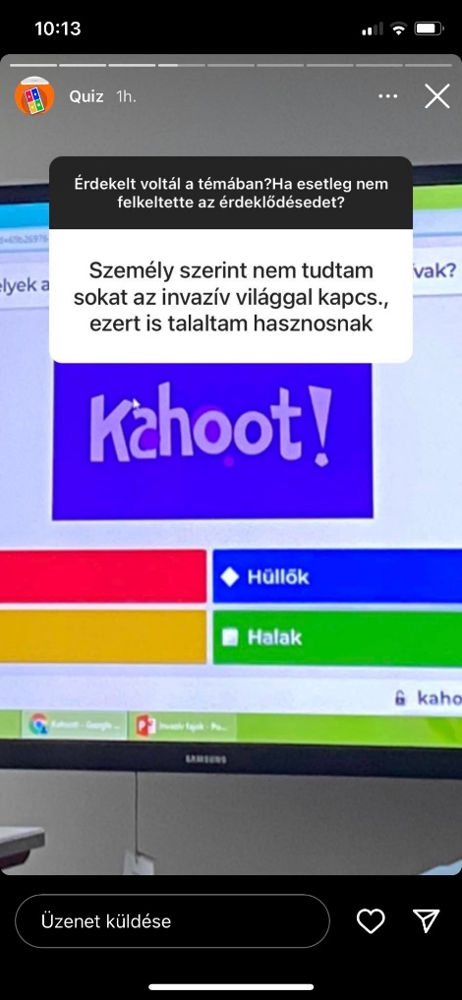 10:13
Quiz 1h.
Érdekelt voltál a témában?Ha esetleg nem
felkeltette az érdeklődésedet?
Személy szerint nem tudtam
sokat az invazív világgal kapcs.,
ezert is talaltam hasznosnak
elyek a
vak?
Kahoot!
Hüllők
Halak
kaho
Kahoot! - Google ...
Invazív fajok - Po...
SAMSUNG
Üzenet küldése